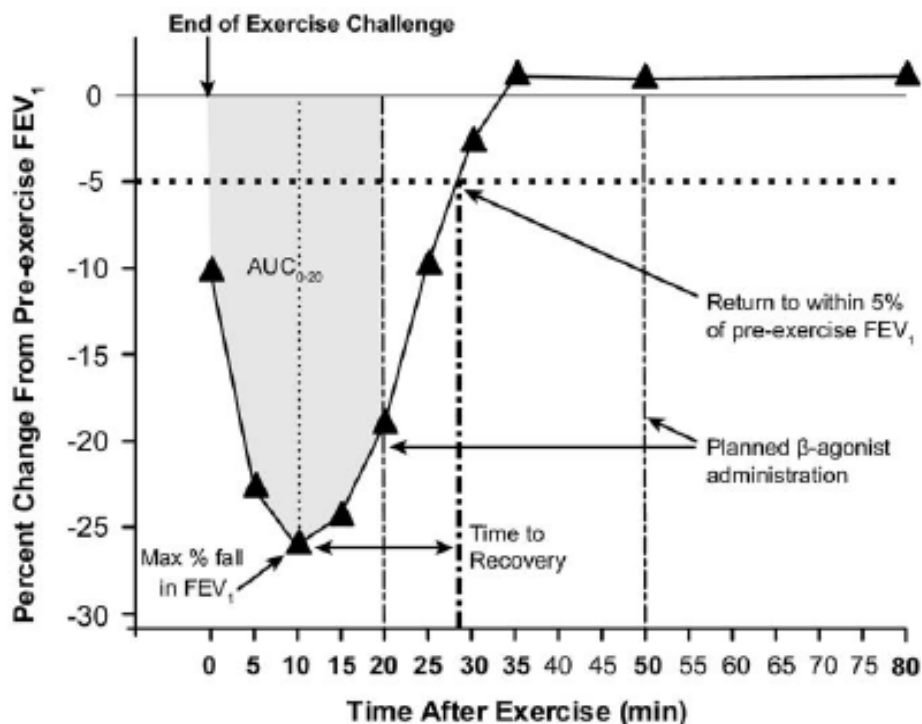 End of Exercise Challenge
Percent Change From Pre-exercise FEV1
0
-5
-10
-15
-20
-25
-30
AUC0-20
Return to within 5%
of pre-exercise FEV1
Planned β-agonist
administration
Max % fall
in FEV1
Time to
Recovery
0 5 10 15 20 25 30 35 40 45 50 55 60 65 70 75 80
Time After Exercise (min)